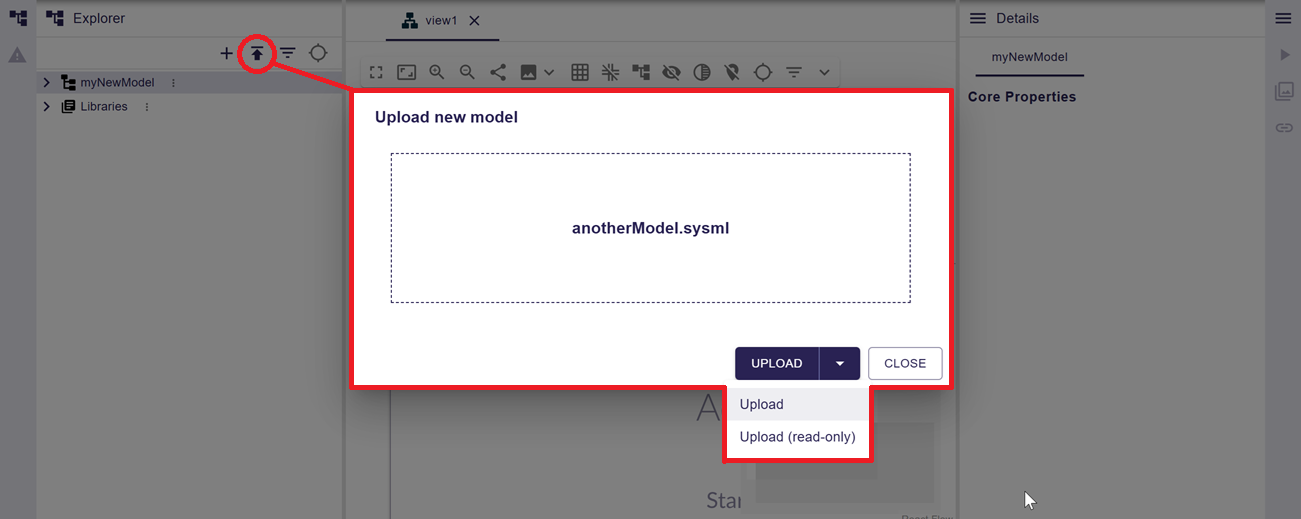 Explorer
view1
Details
myNewModel
Libraries
myNewModel
Core Properties
Upload new model
anotherModel.sysml
UPLOAD
CLOSE
A
Upload
Upload (read-only)
Star
React Flow